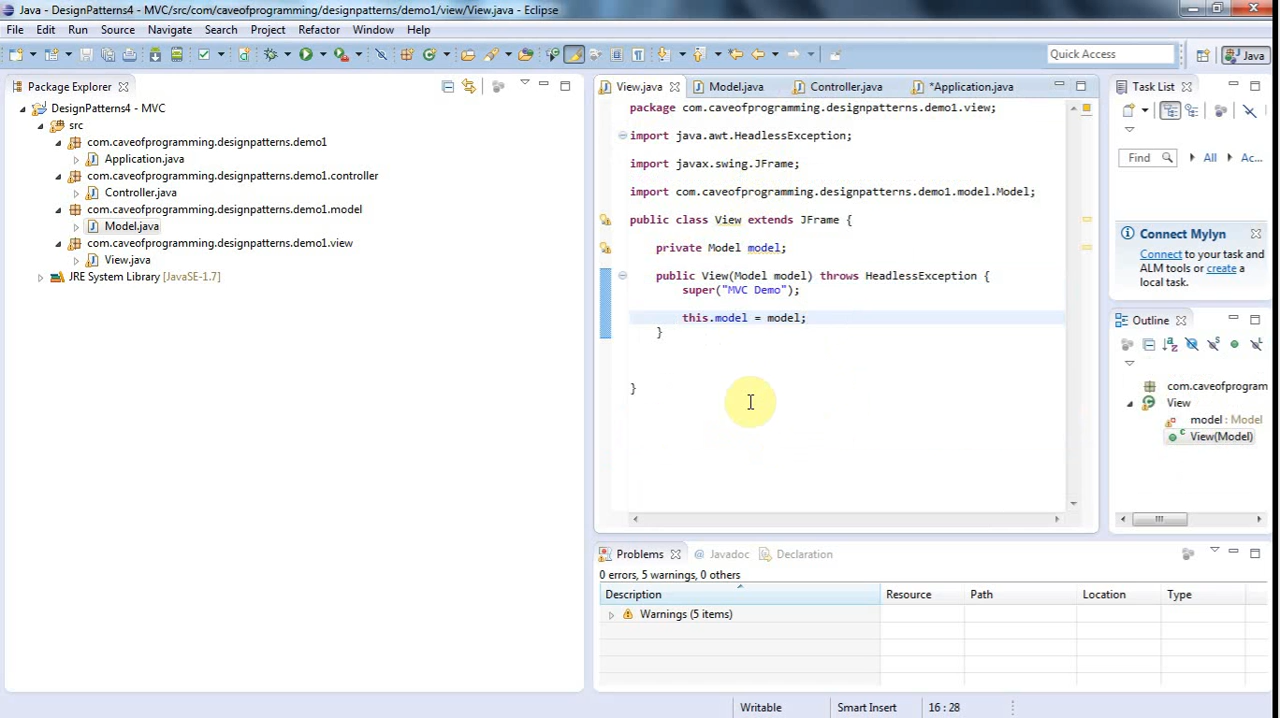 Java - DesignPatterns4 - MVC/src/com/caveofprogramming/designpatterns/demo1/view/View.java - Eclipse
File Edit Run Source Navigate Search Project Refactor Window Help
Quick Access
Java
Package Explorer
DesignPatterns4 - MVC
src
com.caveofprogramming.designpatterns.demo1
Application.java
com.caveofprogramming.designpatterns.demo1.controller
Controller.java
com.caveofprogramming.designpatterns.demo1.model
Model.java
com.caveofprogramming.designpatterns.demo1.view
View.java
JRE System Library [JavaSE-1.7]
View.java Model.java Controller.java *Application.java
package com.caveofprogramming.designpatterns.demo1.view;
import java.awt.HeadlessException;
import javax.swing.JFrame;
import com.caveofprogramming.designpatterns.demo1.model.Model;
public class View extends JFrame {
private Model model;
public View(Model model) throws HeadlessException {
super("MVC Demo");
this.model = model;
}
}
Task List
Find All Ac...
Connect Mylyn
Connect to your task and
ALM tools or create a
local task.
Outline
com.caveofprogram
View
model : Model
View(Model)
Problems Javadoc Declaration
0 errors, 5 warnings, 0 others
Description Resource Path Location Type
Warnings (5 items)
Writable Smart Insert 16 : 28